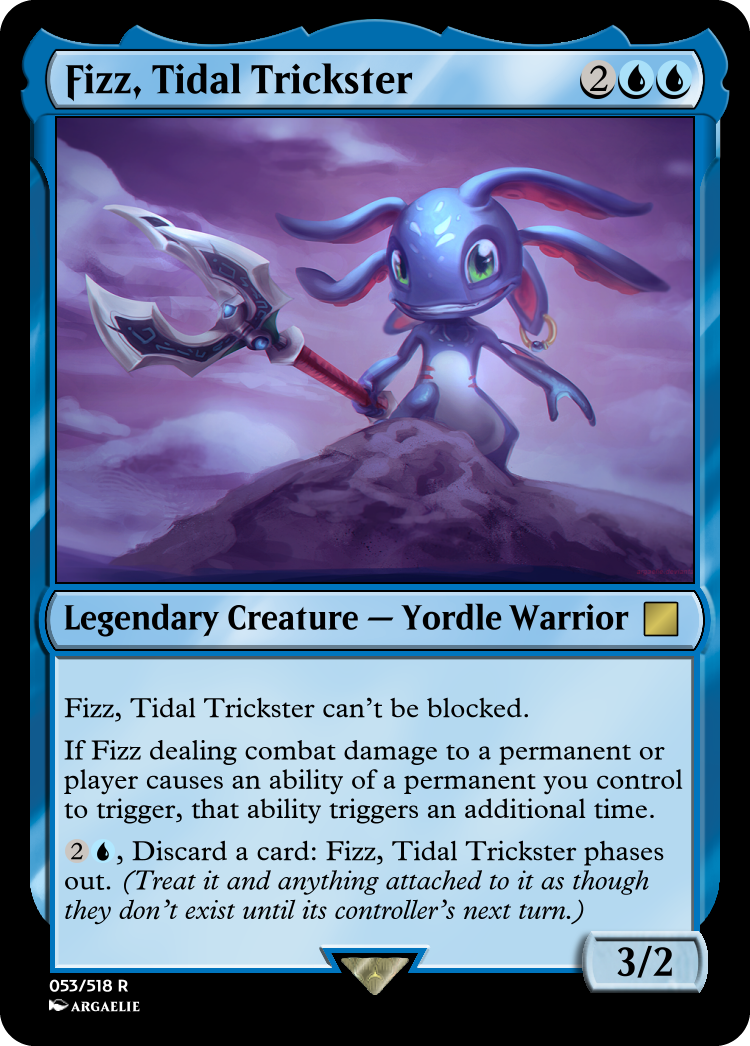 Fizz, Tidal Trickster 2
Legendary Creature — Yordle Warrior
Fizz, Tidal Trickster can't be blocked.
If Fizz dealing combat damage to a permanent or
player causes an ability of a permanent you control
to trigger, that ability triggers an additional time.
2 , Discard a card: Fizz, Tidal Trickster phases
out. (Treat it and anything attached to it as though
they don't exist until its controller's next turn.)
3/2
053/518 R
ARGAELIE